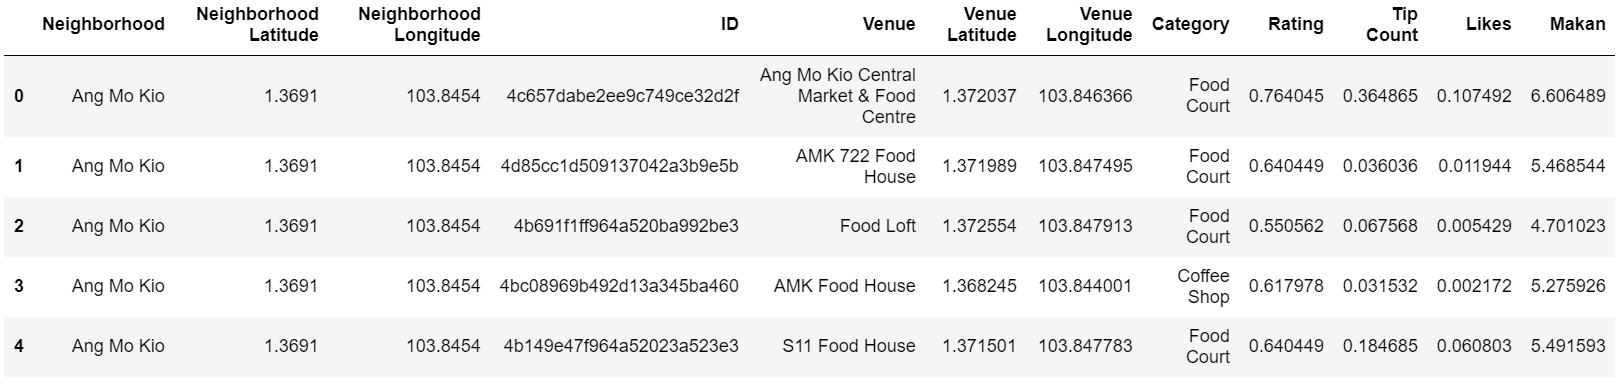 Neighborhood Neighborhood Latitude Neighborhood Longitude ID Venue Venue Latitude Venue Longitude Category Rating Tip Count Likes Makan
0 Ang Mo Kio 1.3691 103.8454 4c657dabe2ee9c749ce32d2f Ang Mo Kio Central Market & Food Centre 1.372037 103.846366 Food Court 0.764045 0.364865 0.107492 6.606489
1 Ang Mo Kio 1.3691 103.8454 4d85cc1d509137042a3b9e5b AMK 722 Food House 1.371989 103.847495 Food Court 0.640449 0.036036 0.011944 5.468544
2 Ang Mo Kio 1.3691 103.8454 4b691f1ff964a520ba992be3 Food Loft 1.372554 103.847913 Food Court 0.550562 0.067568 0.005429 4.701023
3 Ang Mo Kio 1.3691 103.8454 4bc08969b492d13a345ba460 AMK Food House 1.368245 103.844001 Coffee Shop 0.617978 0.031532 0.002172 5.275926
4 Ang Mo Kio 1.3691 103.8454 4b149e47f964a52023a523e3 S11 Food House 1.371501 103.847783 Food Court 0.640449 0.184685 0.060803 5.491593